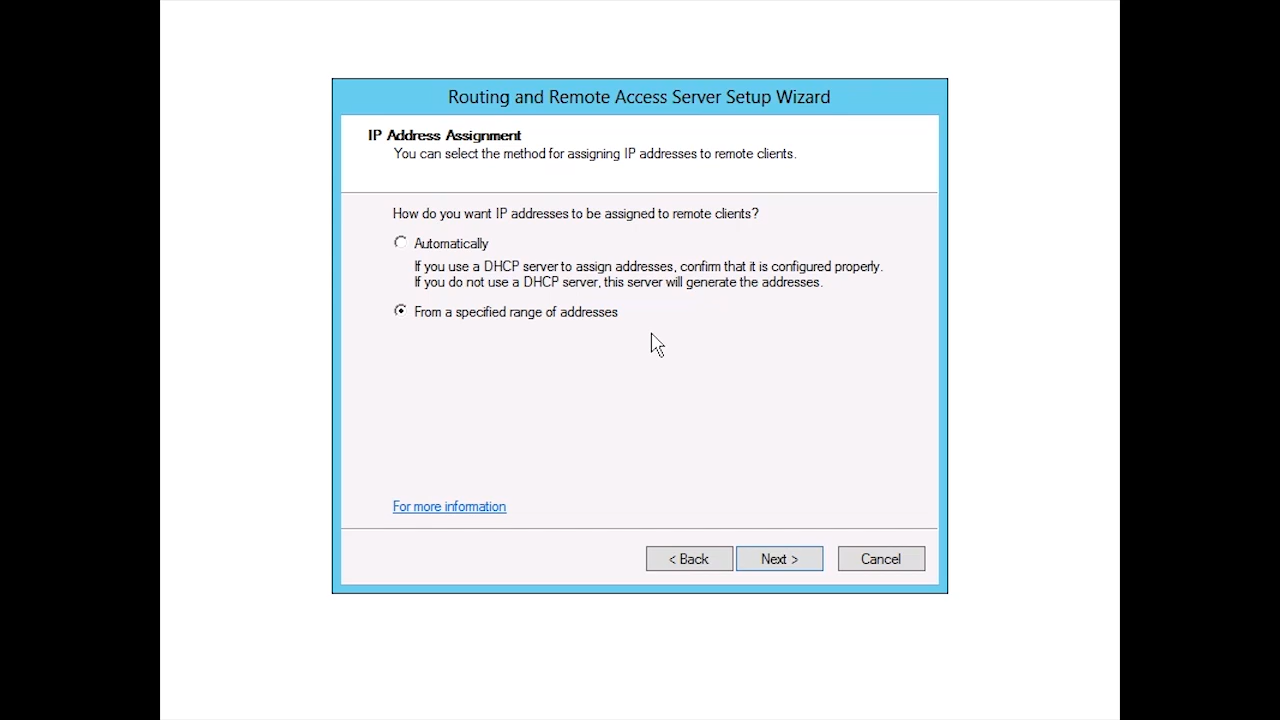 Routing and Remote Access Server Setup Wizard
IP Address Assignment
You can select the method for assigning IP addresses to remote clients.
How do you want IP addresses to be assigned to remote clients?
Automatically
If you use a DHCP server to assign addresses, confirm that it is configured properly.
If you do not use a DHCP server, this server will generate the addresses.
From a specified range of addresses
For more information
< Back Next > Cancel